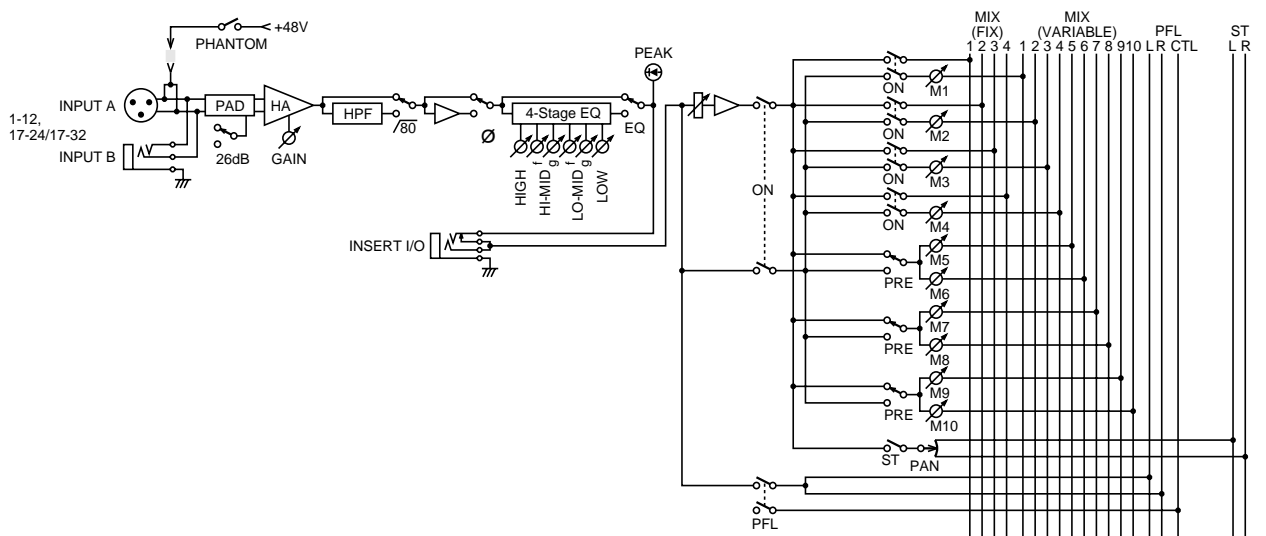 +48V
PHANTOM
INPUT A
1-12,
17-24/17-32
INPUT B
PAD
26dB
HA
GAIN
HPF
/80
Ø
4-Stage EQ
EQ
HIGH
HI-MID f
g
LO-MID f
g
LOW
PEAK
INSERT I/O
ON
ON
M1
ON
M2
ON
M3
ON
M4
M5
PRE
M6
M7
PRE
M8
M9
PRE
M10
ST
PAN
PFL
MIX
(FIX)
1 2 3 4
MIX
(VARIABLE)
1 2 3 4 5 6 7 8 9 10
PFL
L R CTL
ST
L R